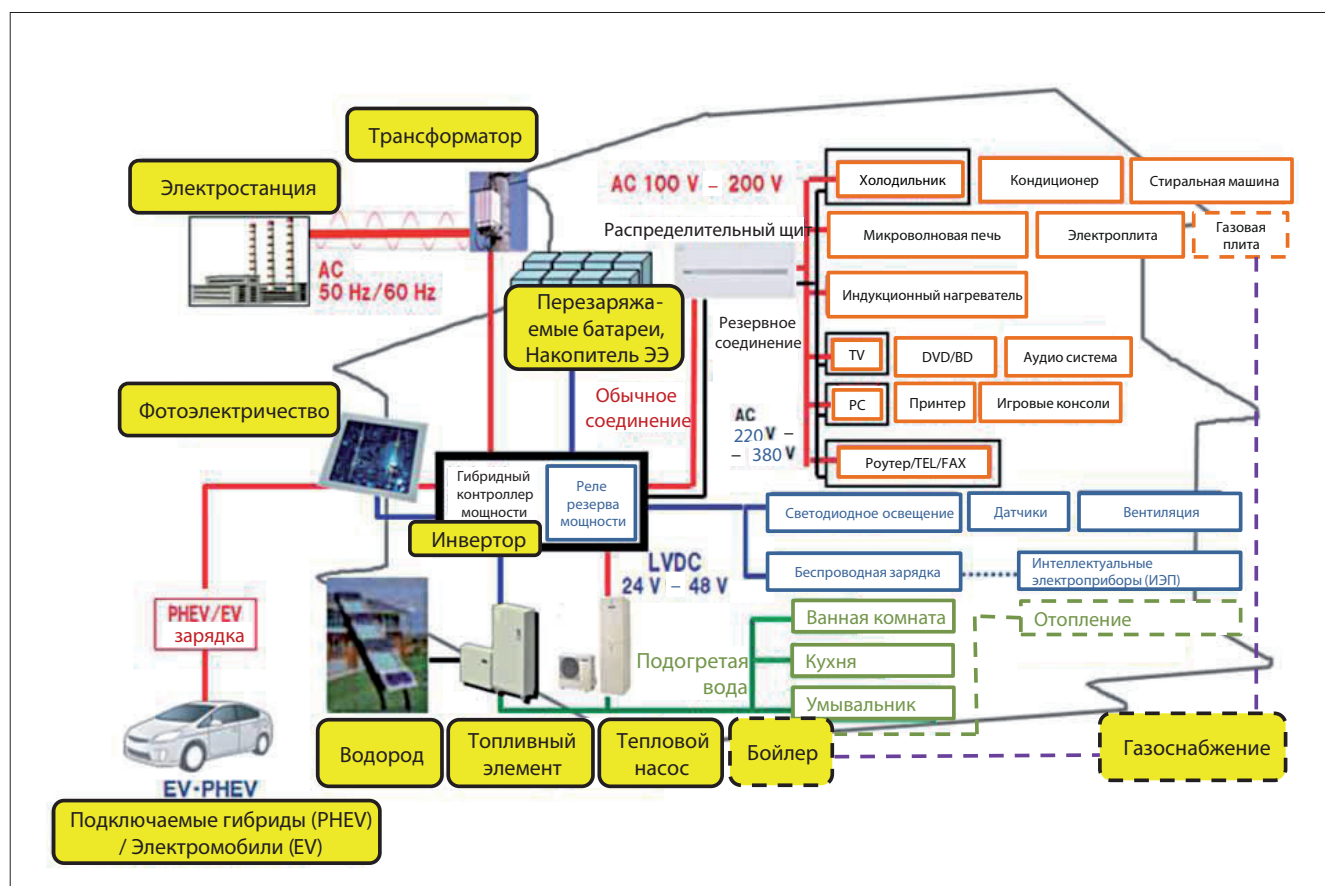 Трансформатор
Электростанция
AC
50 Hz/60 Hz
AC 100 V – 200 V
Распределительный щит
Холодильник
Кондиционер
Стиральная машина
Микроволновая печь
Электроплита
Газовая
плита
Индукционный нагреватель
Перезаряжа-
емые батареи,
Накопитель ЭЭ
Резервное
соединение
TV
DVD/BD
Аудио система
Фотоэлектричество
Обычное
соединение
PC
Принтер
Игровые консоли
AC
220 V –
– 380 V
Роутер/TEL/FAX
Гибридный
контроллер
мощности
Реле
резерва
мощности
Инвертор
Светодиодное освещение
Датчики
Вентиляция
LVDC
24 V – 48 V
Беспроводная зарядка
Интеллектуальные
электроприборы (ИЭП)
PHEV/EV
зарядка
Ванная комната
Отопление
Подогретая
вода
Кухня
Умывальник
Водород
Топливный
элемент
Тепловой
насос
Бойлер
Газоснабжение
EV·PHEV
Подключаемые гибриды (PHEV)
/ Электромобили (EV)